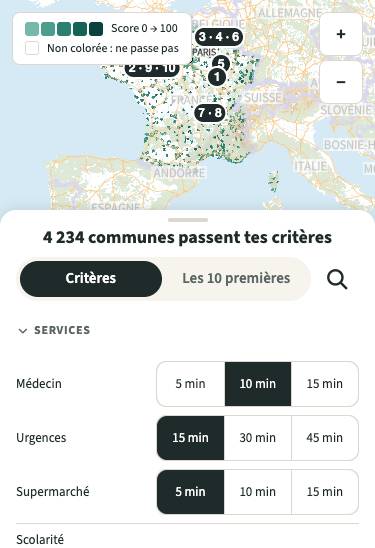 Score 0 → 100
Non colorée : ne passe pas
BELGIQUE
ALLEMAGNE
3 · 4 · 6
PARIS
5
2 · 9 · 10
1
FRANCE
SUISSE
7 · 8
SLOVÉNIE
BOSNIE-H
ITALIE
ANDORRE
ESPAGNE
+
−
4 234 communes passent tes critères
Critères
Les 10 premières
SERVICES
Médecin
5 min
10 min
15 min
Urgences
15 min
30 min
45 min
Supermarché
5 min
10 min
15 min
Scolarité